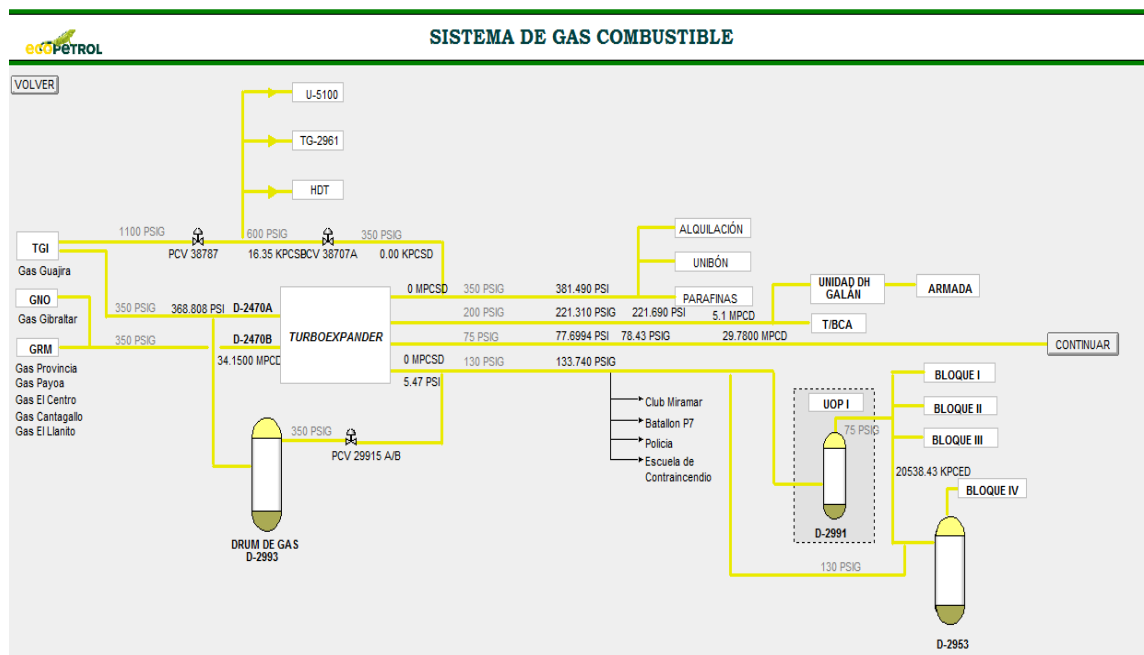 ecoPETROL
SISTEMA DE GAS COMBUSTIBLE
VOLVER
U-5100
TG-2961
HDT
1100 PSIG
600 PSIG
350 PSIG
PCV 38787
16.35 KPCSD
PCV 38707A
0.00 KPCSD
TGI
Gas Guajira
GNO
Gas Gibraltar
GRM
Gas Provincia
Gas Payoa
Gas El Centro
Gas Cantagallo
Gas El Llanito
350 PSIG
368.808 PSI
D-2470A
350 PSIG
D-2470B
34.1500 MPCD
TURBOEXPANDER
ALQUILACIÓN
UNIBÓN
PARAFINAS
0 MPCSD
350 PSIG
381.490 PSI
200 PSIG
221.310 PSIG
221.690 PSI
5.1 MPCD
UNIDAD DH
GALÁN
ARMADA
T/BCA
75 PSIG
77.6994 PSI
78.43 PSIG
29.7800 MPCD
CONTINUAR
0 MPCSD
130 PSIG
133.740 PSIG
5.47 PSI
350 PSIG
PCV 29915 A/B
DRUM DE GAS
D-2993
Club Miramar
Batallon P7
Policia
Escuela de
Contraincendio
UOP I
75 PSIG
D-2991
BLOQUE I
BLOQUE II
BLOQUE III
20538.43 KPCED
BLOQUE IV
130 PSIG
D-2953